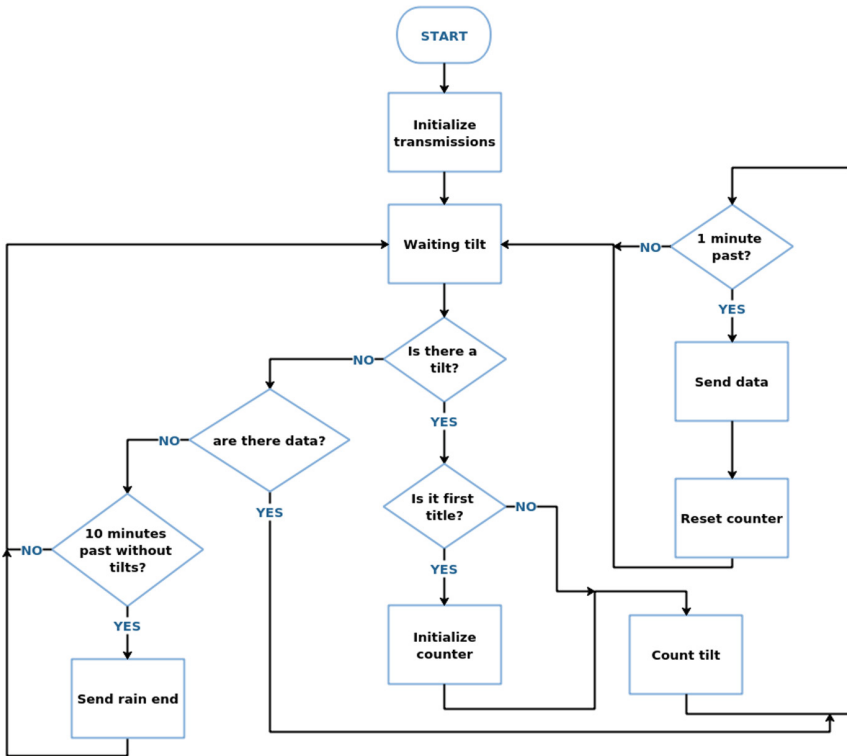 START
Initialize
transmissions
Waiting tilt
1 minute
past?
NO
YES
Is there a
tilt?
NO
Send data
YES
are there data?
NO
Is it first
title?
NO
YES
Reset counter
10 minutes
past without
tilts?
NO
YES
YES
Initialize
counter
Count tilt
Send rain end